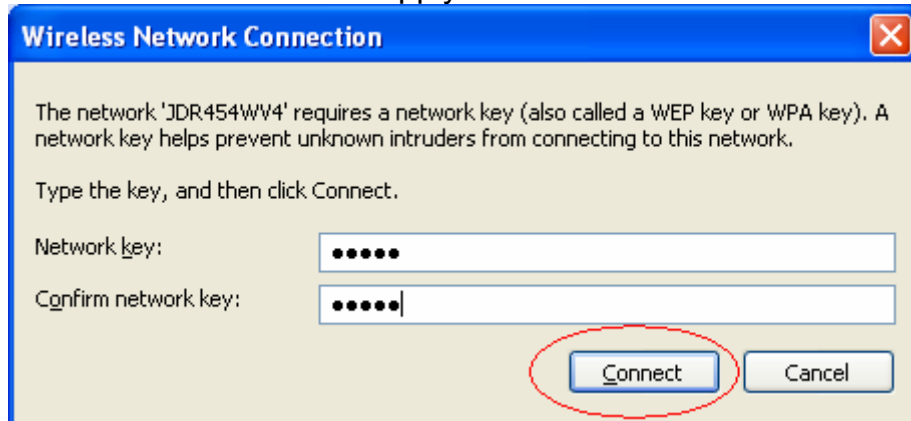 Wireless Network Connection
The network 'JDR454WV4' requires a network key (also called a WEP key or WPA key). A
network key helps prevent unknown intruders from connecting to this network.
Type the key, and then click Connect.
Network key: •••••
Confirm network key: •••••
Connect Cancel